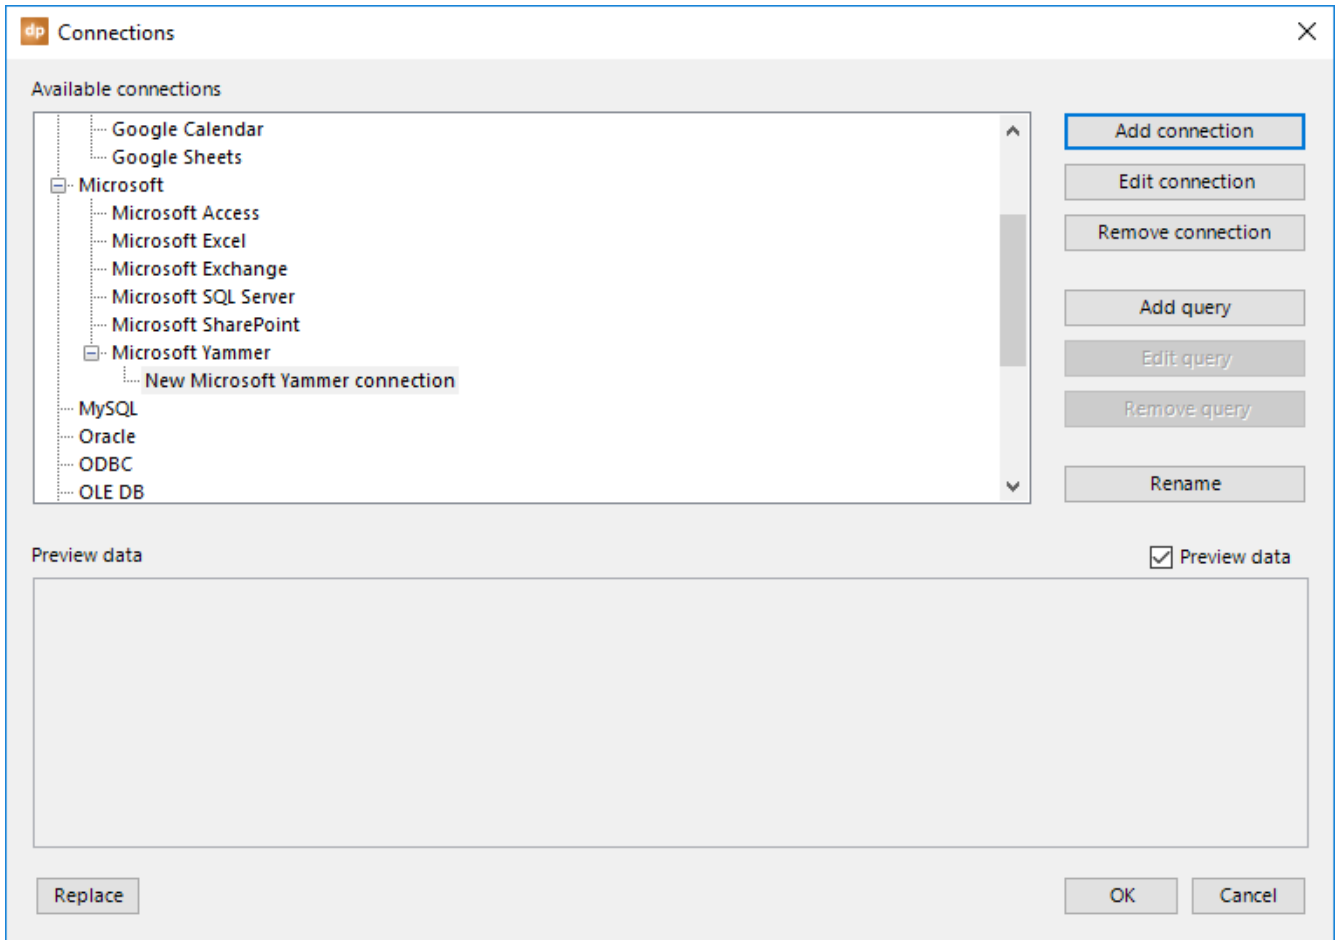 dp Connections
Available connections
Google Calendar
Google Sheets
Microsoft
Microsoft Access
Microsoft Excel
Microsoft Exchange
Microsoft SQL Server
Microsoft SharePoint
Microsoft Yammer
New Microsoft Yammer connection
MySQL
Oracle
ODBC
OLE DB
Add connection
Edit connection
Remove connection
Add query
Edit query
Remove query
Rename
Preview data
Preview data
Replace
OK
Cancel